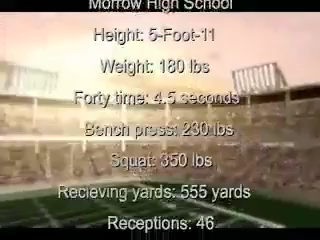 Morrow High School
Height: 5-Foot-11
Weight: 180 lbs
Forty time: 4.5 seconds
Bench press: 230 lbs
Squat: 350 lbs
Recieving yards: 555 yards
Receptions: 46